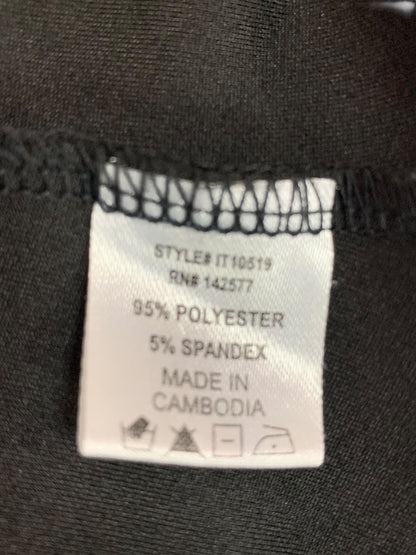 STYLE# IT10519
RN# 142577
95% POLYESTER
5% SPANDEX
MADE IN
CAMBODIA